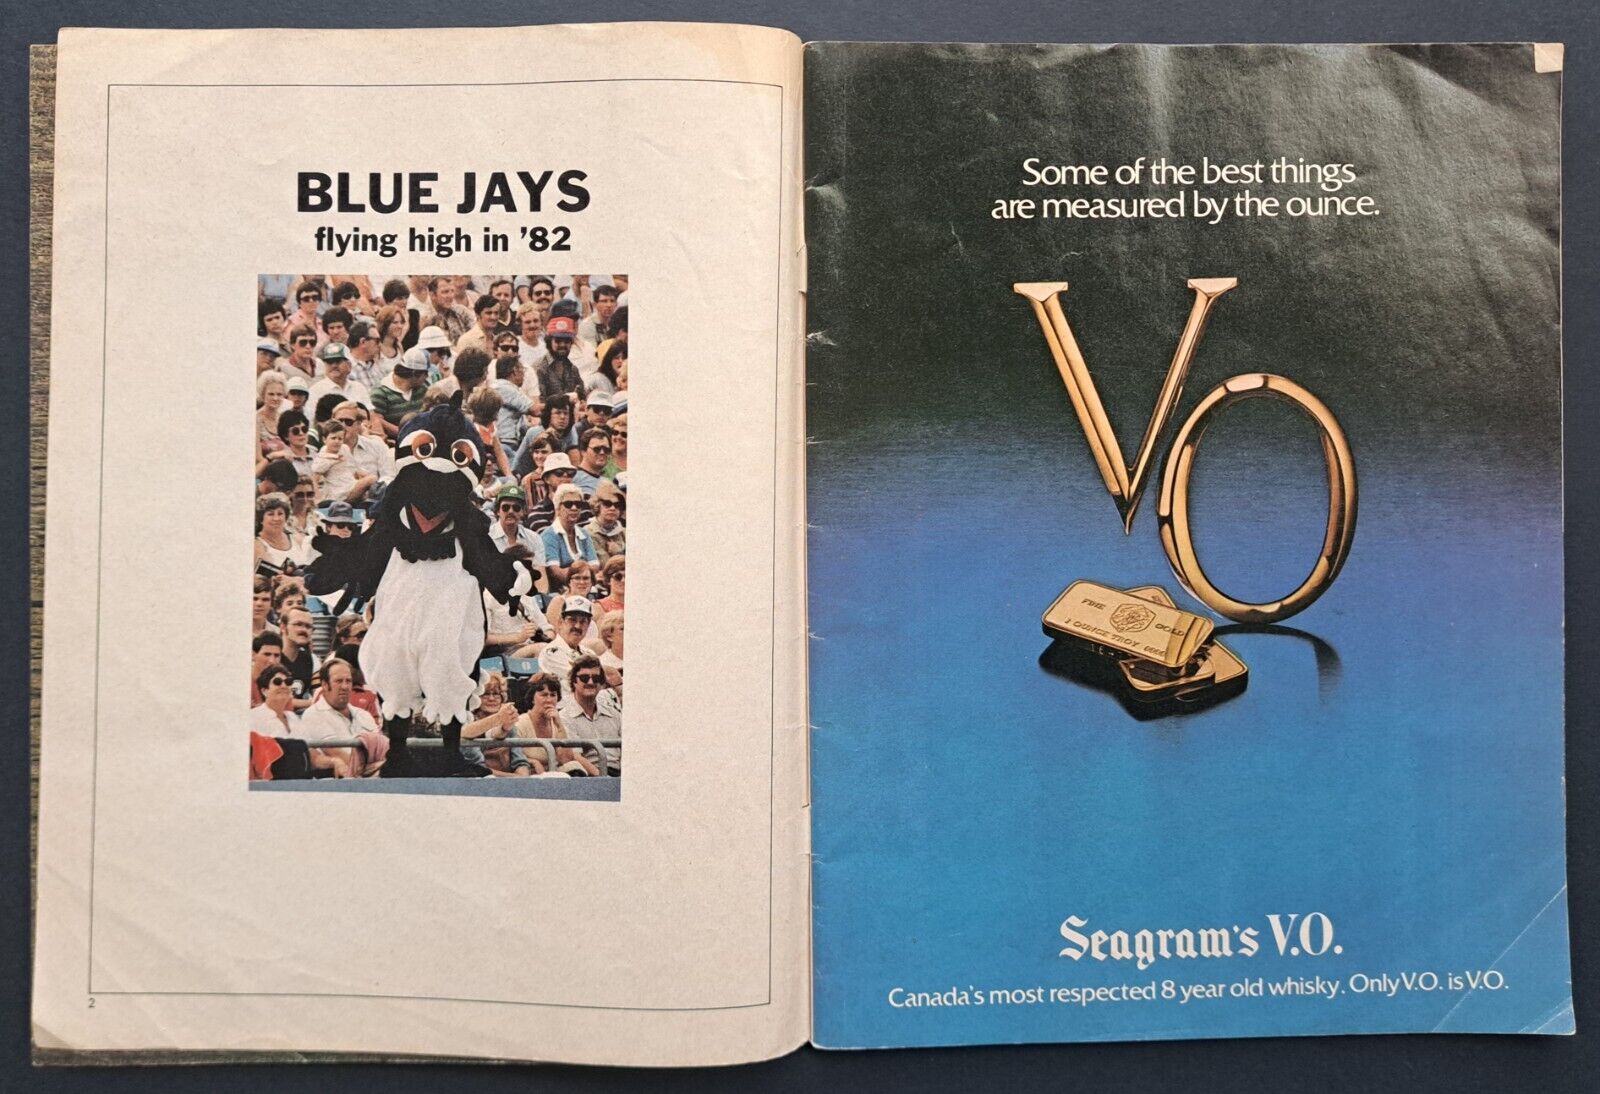 BLUE JAYS
flying high in '82
2
Some of the best things
are measured by the ounce.
VO
FINE GOLD
1 OUNCE TROY
Seagram's V.O.
Canada's most respected 8 year old whisky. Only V.O. is V.O.